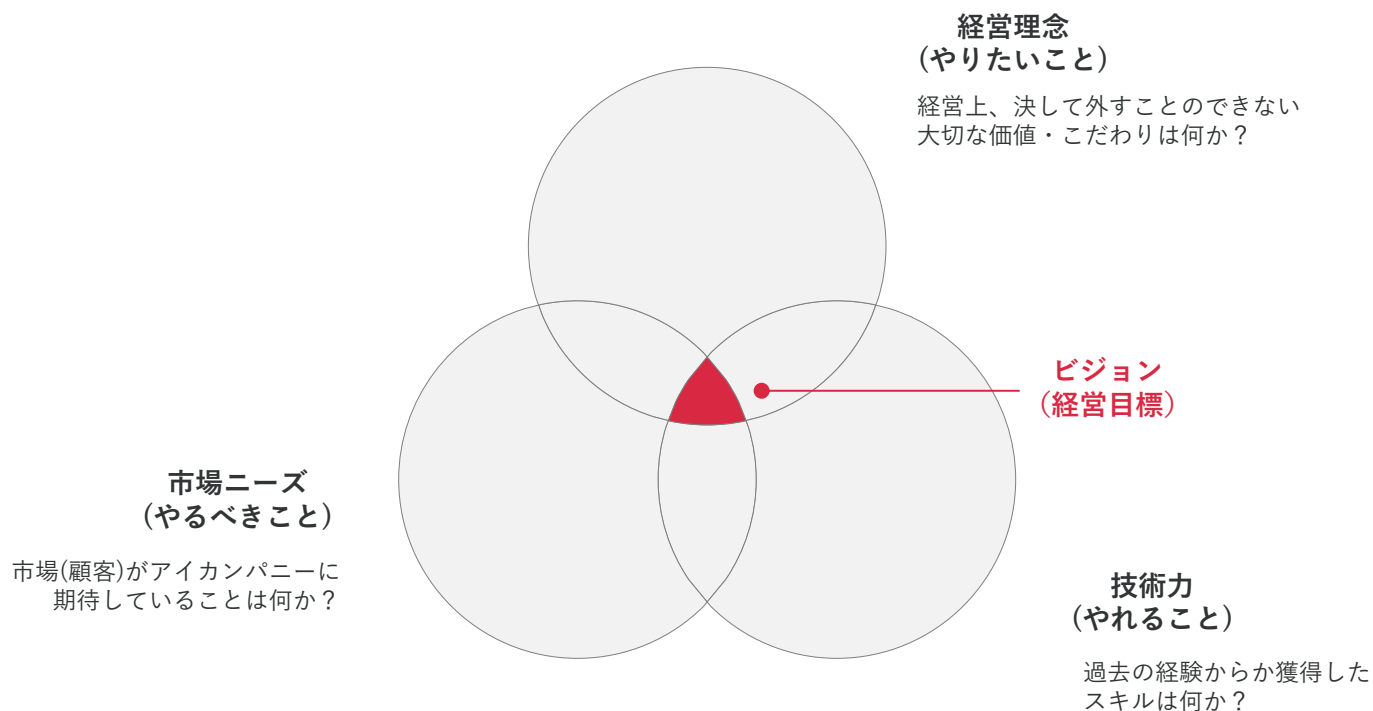 経営理念
(やりたいこと)
経営上、決して外すことのできない
大切な価値・こだわりは何か？
ビジョン
(経営目標)
市場ニーズ
(やるべきこと)
市場(顧客)がアイカンパニーに
期待していることは何か？
技術力
(やれること)
過去の経験からか獲得した
スキルは何か？